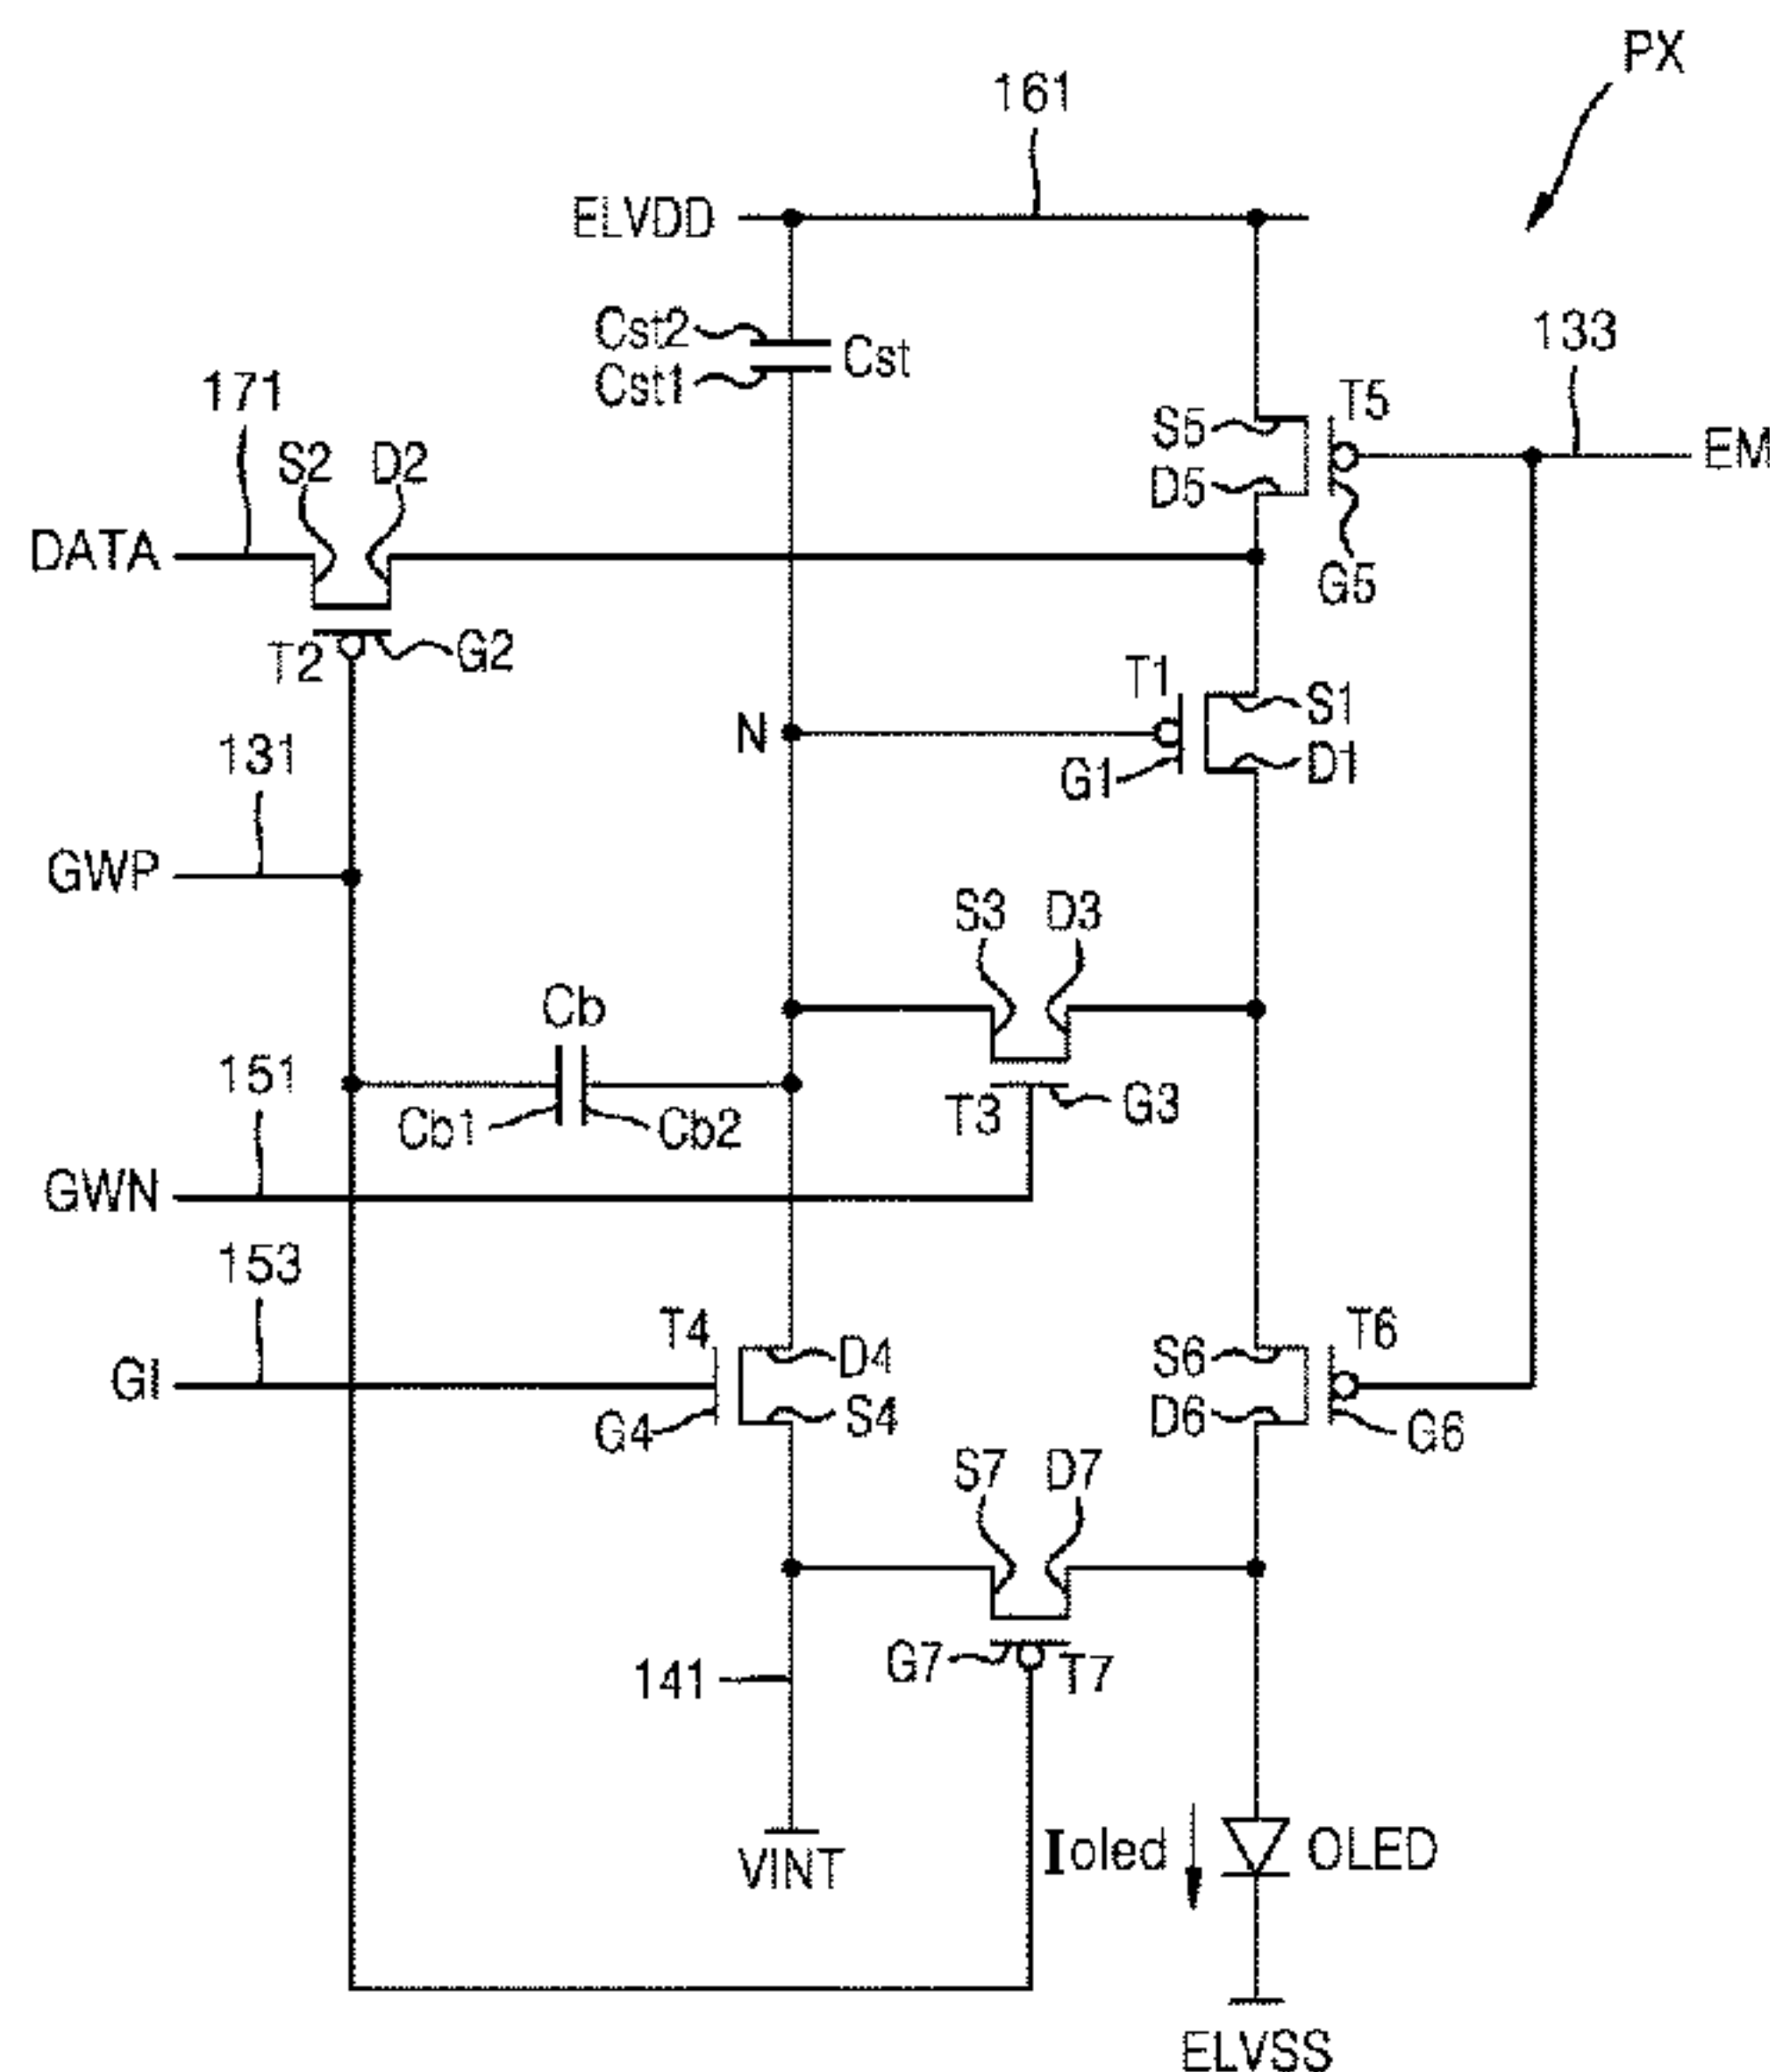 PX
161
ELVDD
Cst2
Cst
Cst1
133
171
T5
S5
EM
S2
D2
D5
DATA
G5
T2
G2
T1
S1
N
131
D1
G1
GWP
S3
D3
Cb
151
T3
G3
Cb1
Cb2
GWN
153
T4
T6
D4
S6
GI
S4
D6
G4
G6
S7
D7
G7
T7
141
VINT
Ioled
OLED
ELVSS